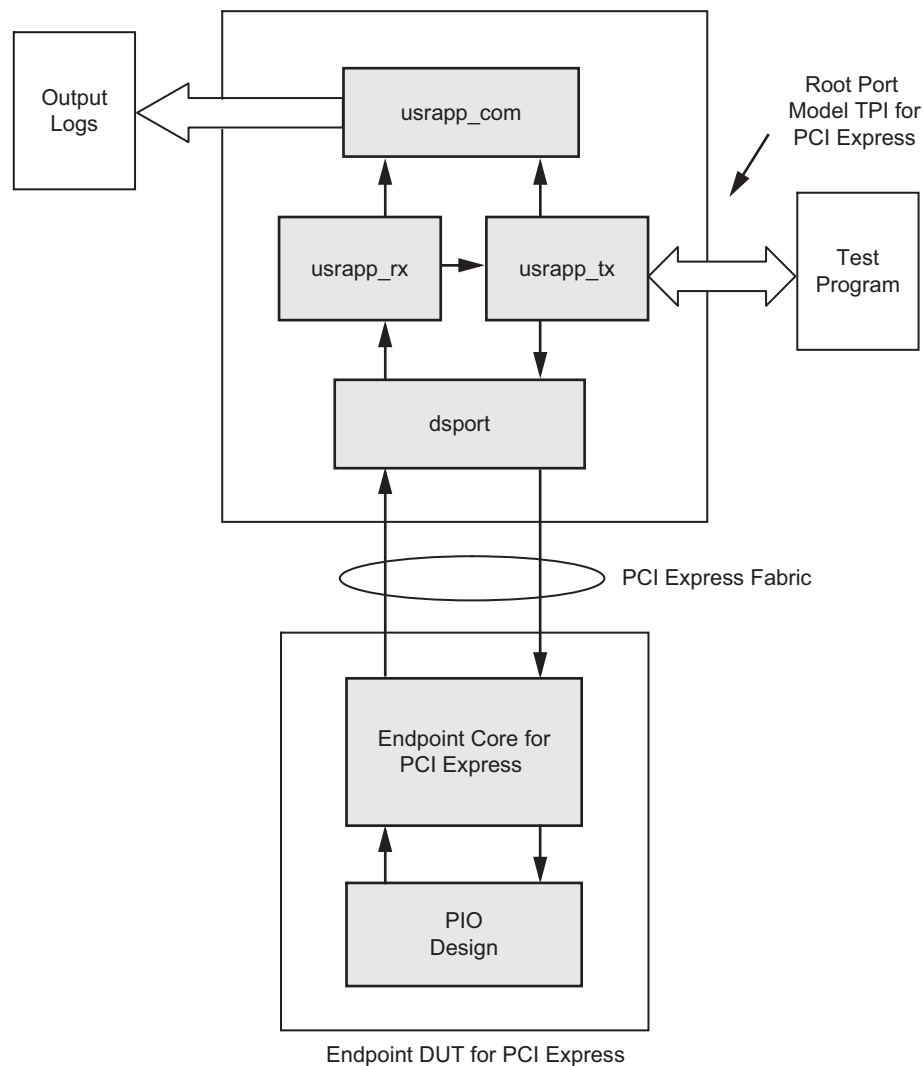 Output
Logs
usrapp_com
Root Port
Model TPI for
PCI Express
usrapp_rx
usrapp_tx
Test
Program
dsport
PCI Express Fabric
Endpoint Core for
PCI Express
PIO
Design
Endpoint DUT for PCI Express